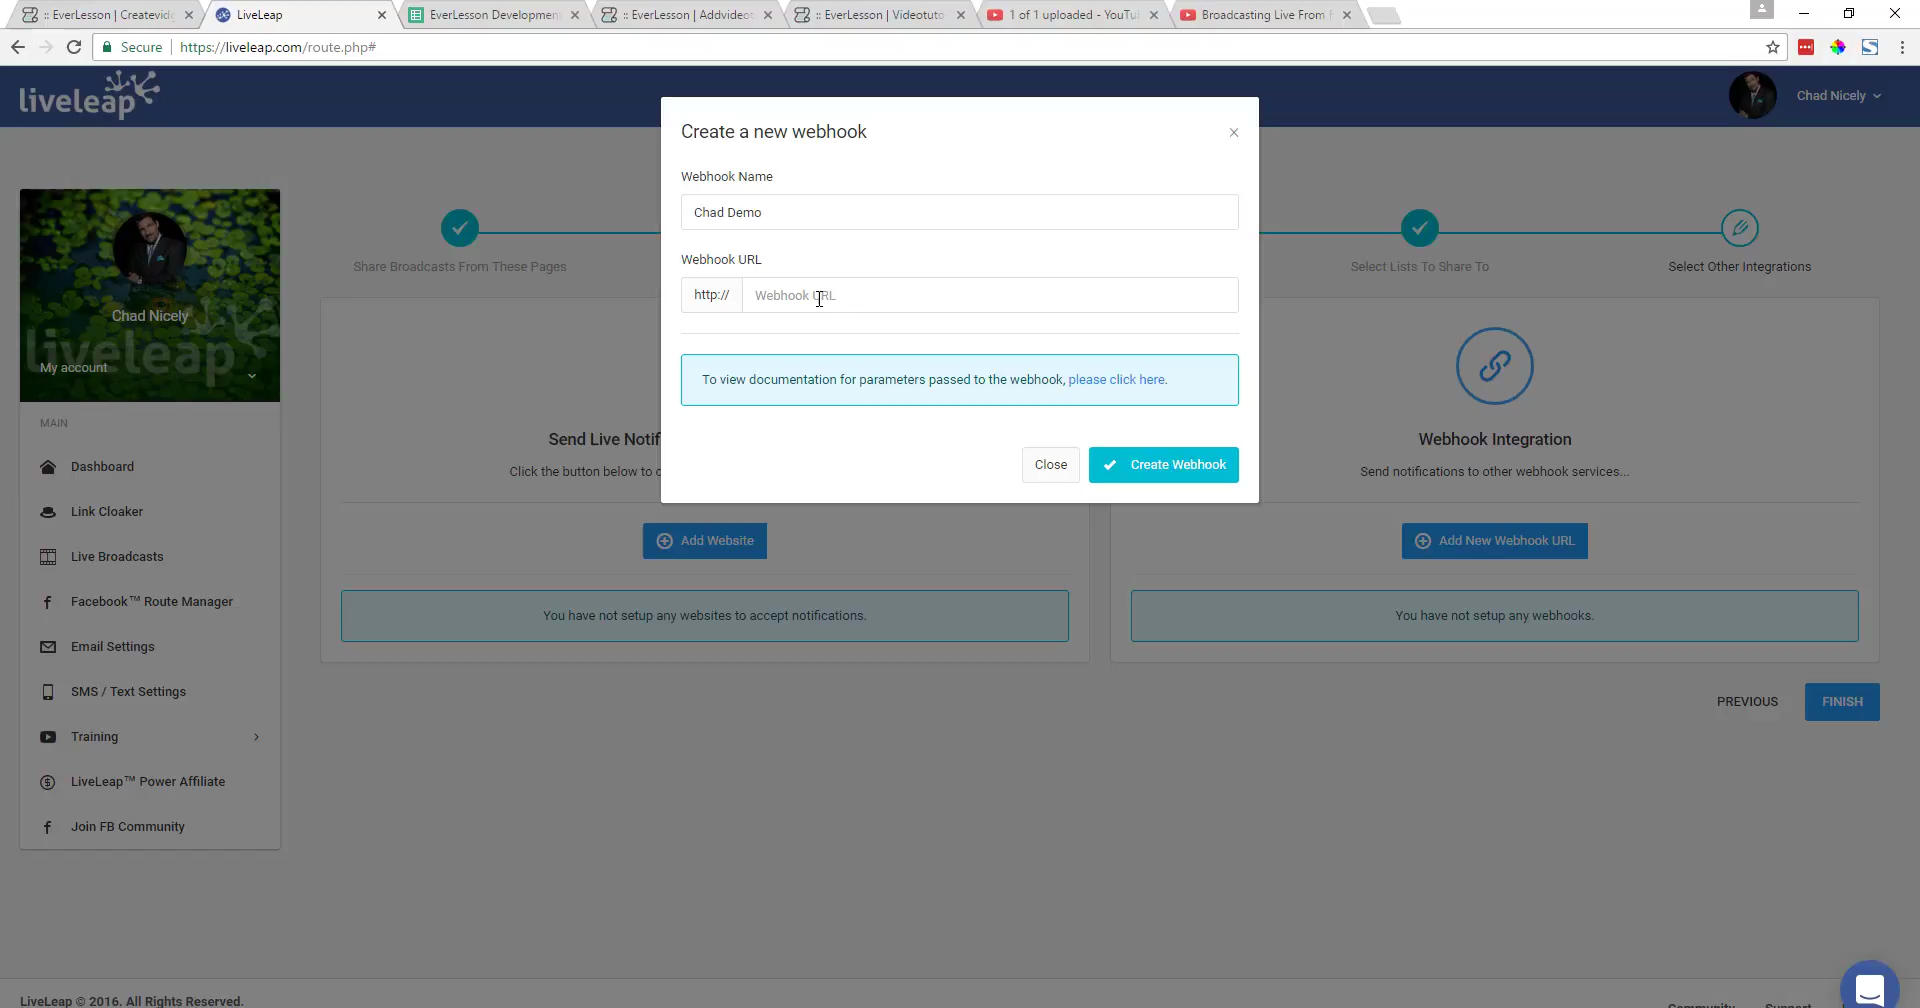 :: EverLesson | Createvid
LiveLeap
EverLesson Developmen
:: EverLesson | Addvideot
:: EverLesson | Videotuto
1 of 1 uploaded - YouTu
Broadcasting Live From
Secure
https://liveleap.com/route.php#
liveleap
Chad Nicely
Create a new webhook
Webhook Name
Chad Demo
Webhook URL
http://
Webhook URL
To view documentation for parameters passed to the webhook, please click here.
Close
Create Webhook
Share Broadcasts From These Pages
Select Lists To Share To
Select Other Integrations
Chad Nicely
liveleap
My account
MAIN
Dashboard
Link Cloaker
Live Broadcasts
Facebook™ Route Manager
Email Settings
SMS / Text Settings
Training
LiveLeap™ Power Affiliate
Join FB Community
Send Live Notif
Click the button below to c
Add Website
You have not setup any websites to accept notifications.
Webhook Integration
Send notifications to other webhook services...
Add New Webhook URL
You have not setup any webhooks.
PREVIOUS
FINISH
LiveLeap © 2016. All Rights Reserved.
Community
Support